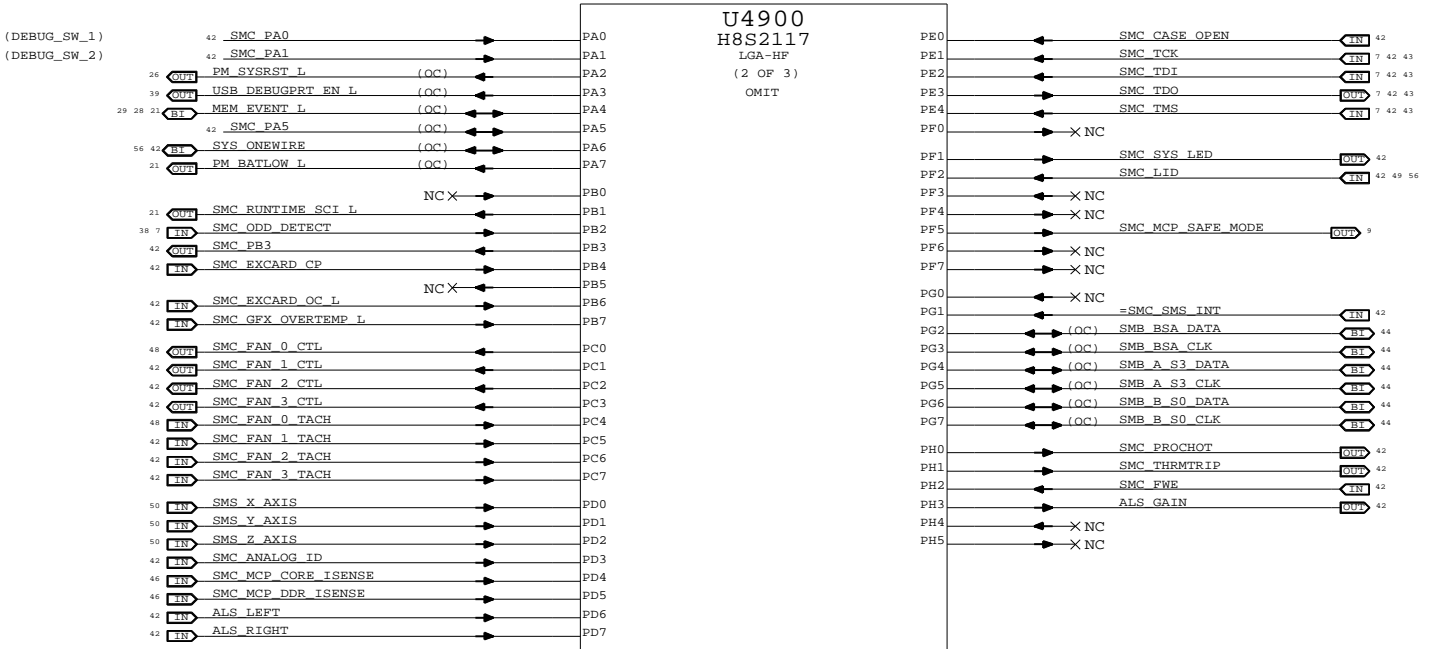 U4900
H8S2117
LGA-HF
(2 OF 3)
OMIT
(DEBUG_SW_1) 42 SMC_PA0 PA0
(DEBUG_SW_2) 42 SMC_PA1 PA1
26 OUT PM_SYSRST_L (OC) PA2
39 OUT USB_DEBUGPRT_EN_L (OC) PA3
29 28 21 BI MEM_EVENT_L (OC) PA4
42 SMC_PA5 (OC) PA5
56 42 BI SYS_ONEWIRE (OC) PA6
21 OUT PM_BATLOW_L (OC) PA7
NC PB0
21 OUT SMC_RUNTIME_SCI_L PB1
38 7 IN SMC_ODD_DETECT PB2
42 OUT SMC_PB3 PB3
42 IN SMC_EXCARD_CP PB4
NC PB5
42 IN SMC_EXCARD_OC_L PB6
42 IN SMC_GFX_OVERTEMP_L PB7
48 OUT SMC_FAN_0_CTL PC0
42 OUT SMC_FAN_1_CTL PC1
42 OUT SMC_FAN_2_CTL PC2
42 OUT SMC_FAN_3_CTL PC3
48 IN SMC_FAN_0_TACH PC4
42 IN SMC_FAN_1_TACH PC5
42 IN SMC_FAN_2_TACH PC6
42 IN SMC_FAN_3_TACH PC7
50 IN SMS_X_AXIS PD0
50 IN SMS_Y_AXIS PD1
50 IN SMS_Z_AXIS PD2
42 IN SMC_ANALOG_ID PD3
46 IN SMC_MCP_CORE_ISENSE PD4
46 IN SMC_MCP_DDR_ISENSE PD5
42 IN ALS_LEFT PD6
42 IN ALS_RIGHT PD7
PE0 SMC_CASE_OPEN IN 42
PE1 SMC_TCK IN 7 42 43
PE2 SMC_TDI IN 7 42 43
PE3 SMC_TDO OUT 7 42 43
PE4 SMC_TMS IN 7 42 43
PF0 NC
PF1 SMC_SYS_LED OUT 42
PF2 SMC_LID IN 42 49 56
PF3 NC
PF4 NC
PF5 SMC_MCP_SAFE_MODE OUT 9
PF6 NC
PF7 NC
PG0 NC
PG1 =SMC_SMS_INT IN 42
PG2 (OC) SMB_BSA_DATA BI 44
PG3 (OC) SMB_BSA_CLK BI 44
PG4 (OC) SMB_A_S3_DATA BI 44
PG5 (OC) SMB_A_S3_CLK BI 44
PG6 (OC) SMB_B_S0_DATA BI 44
PG7 (OC) SMB_B_S0_CLK BI 44
PH0 SMC_PROCHOT OUT 42
PH1 SMC_THRMTRIP OUT 42
PH2 SMC_FWE IN 42
PH3 ALS_GAIN OUT 42
PH4 NC
PH5 NC